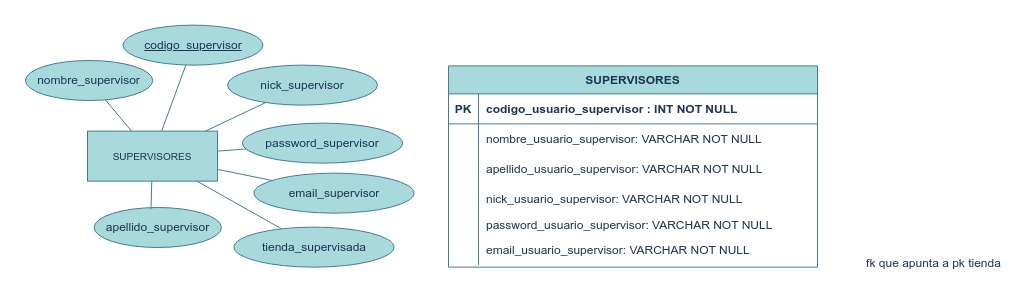 codigo_supervisor
nombre_supervisor
nick_supervisor
password_supervisor
SUPERVISORES
email_supervisor
apellido_supervisor
tienda_supervisada
SUPERVISORES
PK codigo_usuario_supervisor : INT NOT NULL
nombre_usuario_supervisor: VARCHAR NOT NULL
apellido_usuario_supervisor: VARCHAR NOT NULL
nick_usuario_supervisor: VARCHAR NOT NULL
password_usuario_supervisor: VARCHAR NOT NULL
email_usuario_supervisor: VARCHAR NOT NULL
fk que apunta a pk tienda